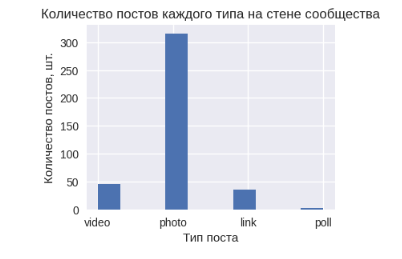 Количество постов каждого типа на стене сообщества
Количество постов, шт.
300
250
200
150
100
50
0
video photo link poll
Тип поста